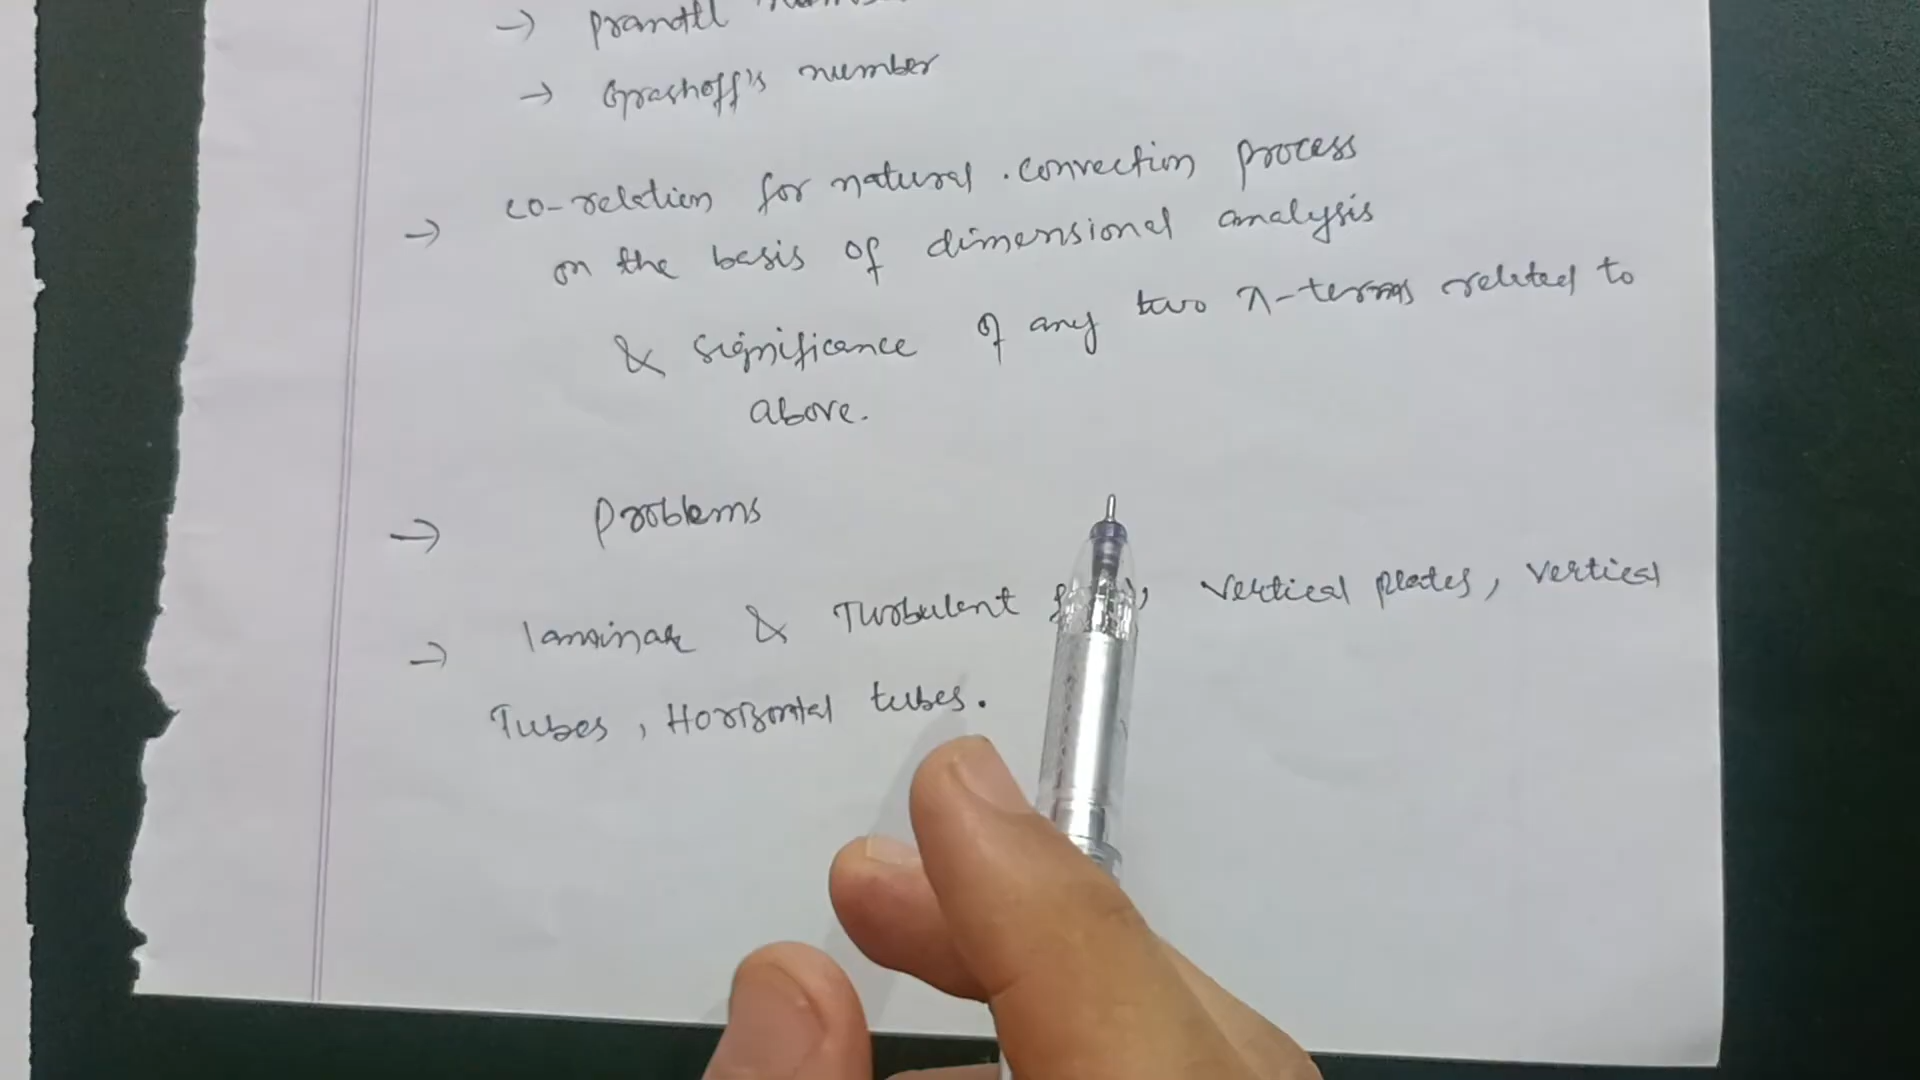 → Prandtl
→ Grashoff's number
→ co-relation for natural convection process
on the basis of dimensional analysis
& significance of any two π-terms related to
above.
→ Problems
→ laminar & Turbulent , vertical plates, vertical
Tubes, Horizontal tubes.